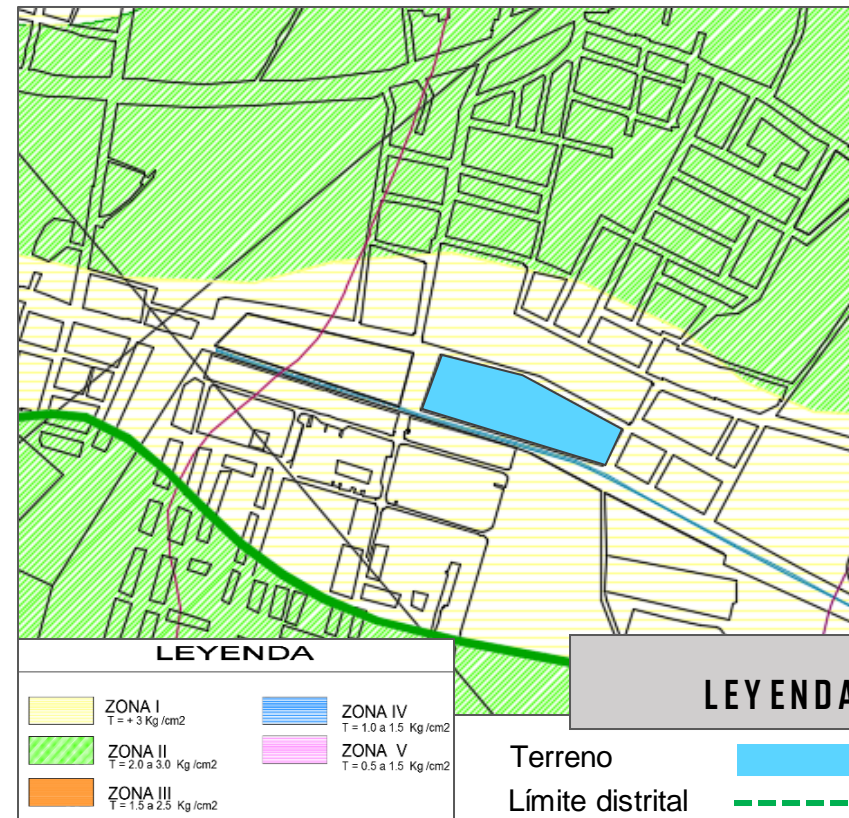 LEYENDA
ZONA I
T = + 3 Kg /cm2
ZONA II
T = 2.0 a 3.0 Kg /cm2
ZONA III
T = 1.5 a 2.5 Kg /cm2
ZONA IV
T = 1.0 a 1.5 Kg /cm2
ZONA V
T = 0.5 a 1.5 Kg /cm2
LEYENDA
Terreno
Límite distrital